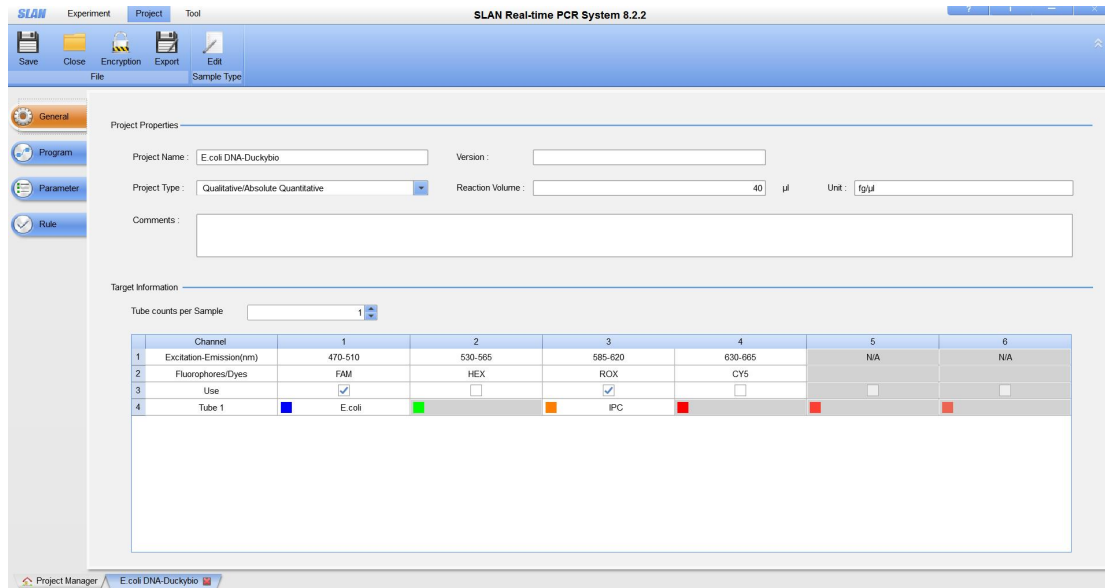 SLAN Experiment Project Tool SLAN Real-time PCR System 8.2.2
Save Close Encryption Export Edit
File Sample Type
General
Program
Parameter
Rule
Project Properties
Project Name : E.coli DNA-Duckybio Version :
Project Type : Qualitative/Absolute Quantitative Reaction Volume : 40 µl Unit : fg/µl
Comments :
Target Information
Tube counts per Sample 1
Channel 1 2 3 4 5 6
1 Excitation-Emission(nm) 470-510 530-565 585-620 630-665 N/A N/A
2 Fluorophores/Dyes FAM HEX ROX CY5
3 Use
4 Tube 1 E.coli IPC
Project Manager E.coli DNA-Duckybio